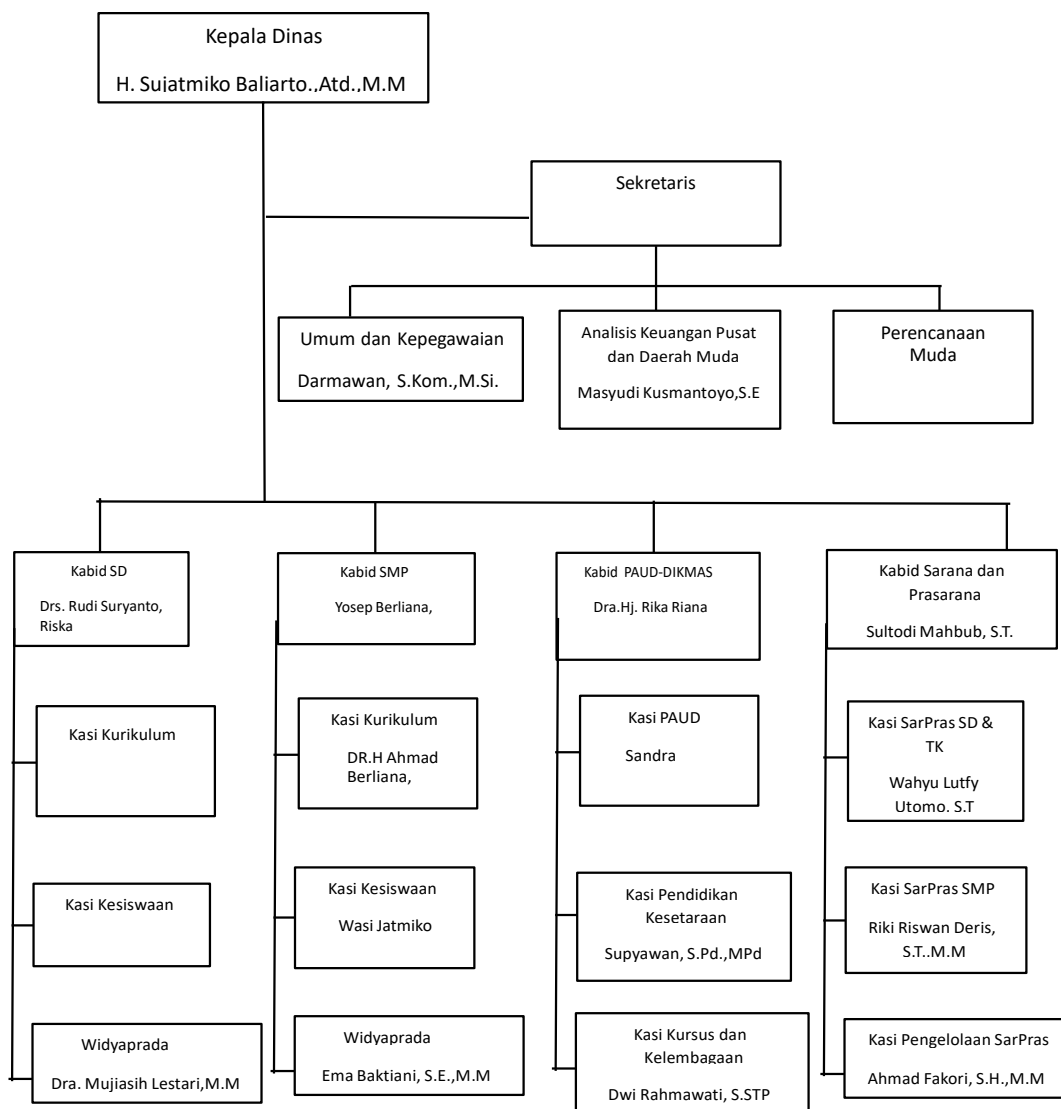 Kepala Dinas
H. Sujatmiko Baliarto.,Atd.,M.M
Sekretaris
Umum dan Kepegawaian
Darmawan, S.Kom.,M.Si.
Analisis Keuangan Pusat
dan Daerah Muda
Masyudi Kusmantoyo,S.E
Perencanaan
Muda
Kabid SD
Drs. Rudi Suryanto,
Riska
Kabid SMP
Yosep Berliana,
Kabid PAUD-DIKMAS
Dra.Hj. Rika Riana
Kabid Sarana dan
Prasarana
Sultodi Mahbub, S.T.
Kasi Kurikulum
Kasi Kurikulum
DR.H Ahmad
Berliana,
Kasi PAUD
Sandra
Kasi SarPras SD &
TK
Wahyu Lutfy
Utomo. S.T
Kasi Kesiswaan
Kasi Kesiswaan
Wasi Jatmiko
Kasi Pendidikan
Kesetaraan
Supyawan, S.Pd.,MPd
Kasi SarPras SMP
Riki Riswan Deris,
S.T..M.M
Widyaprada
Dra. Mujiasih Lestari,M.M
Widyaprada
Ema Baktiani, S.E.,M.M
Kasi Kursus dan
Kelembagaan
Dwi Rahmawati, S.STP
Kasi Pengelolaan SarPras
Ahmad Fakori, S.H.,M.M